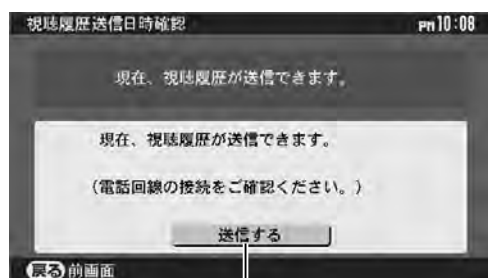 視聴履歴送信日時確認 PM10:08
現在、視聴履歴が送信できます。
現在、視聴履歴が送信できます。
(電話回線の接続をご確認ください。)
送信する
戻る 前画面